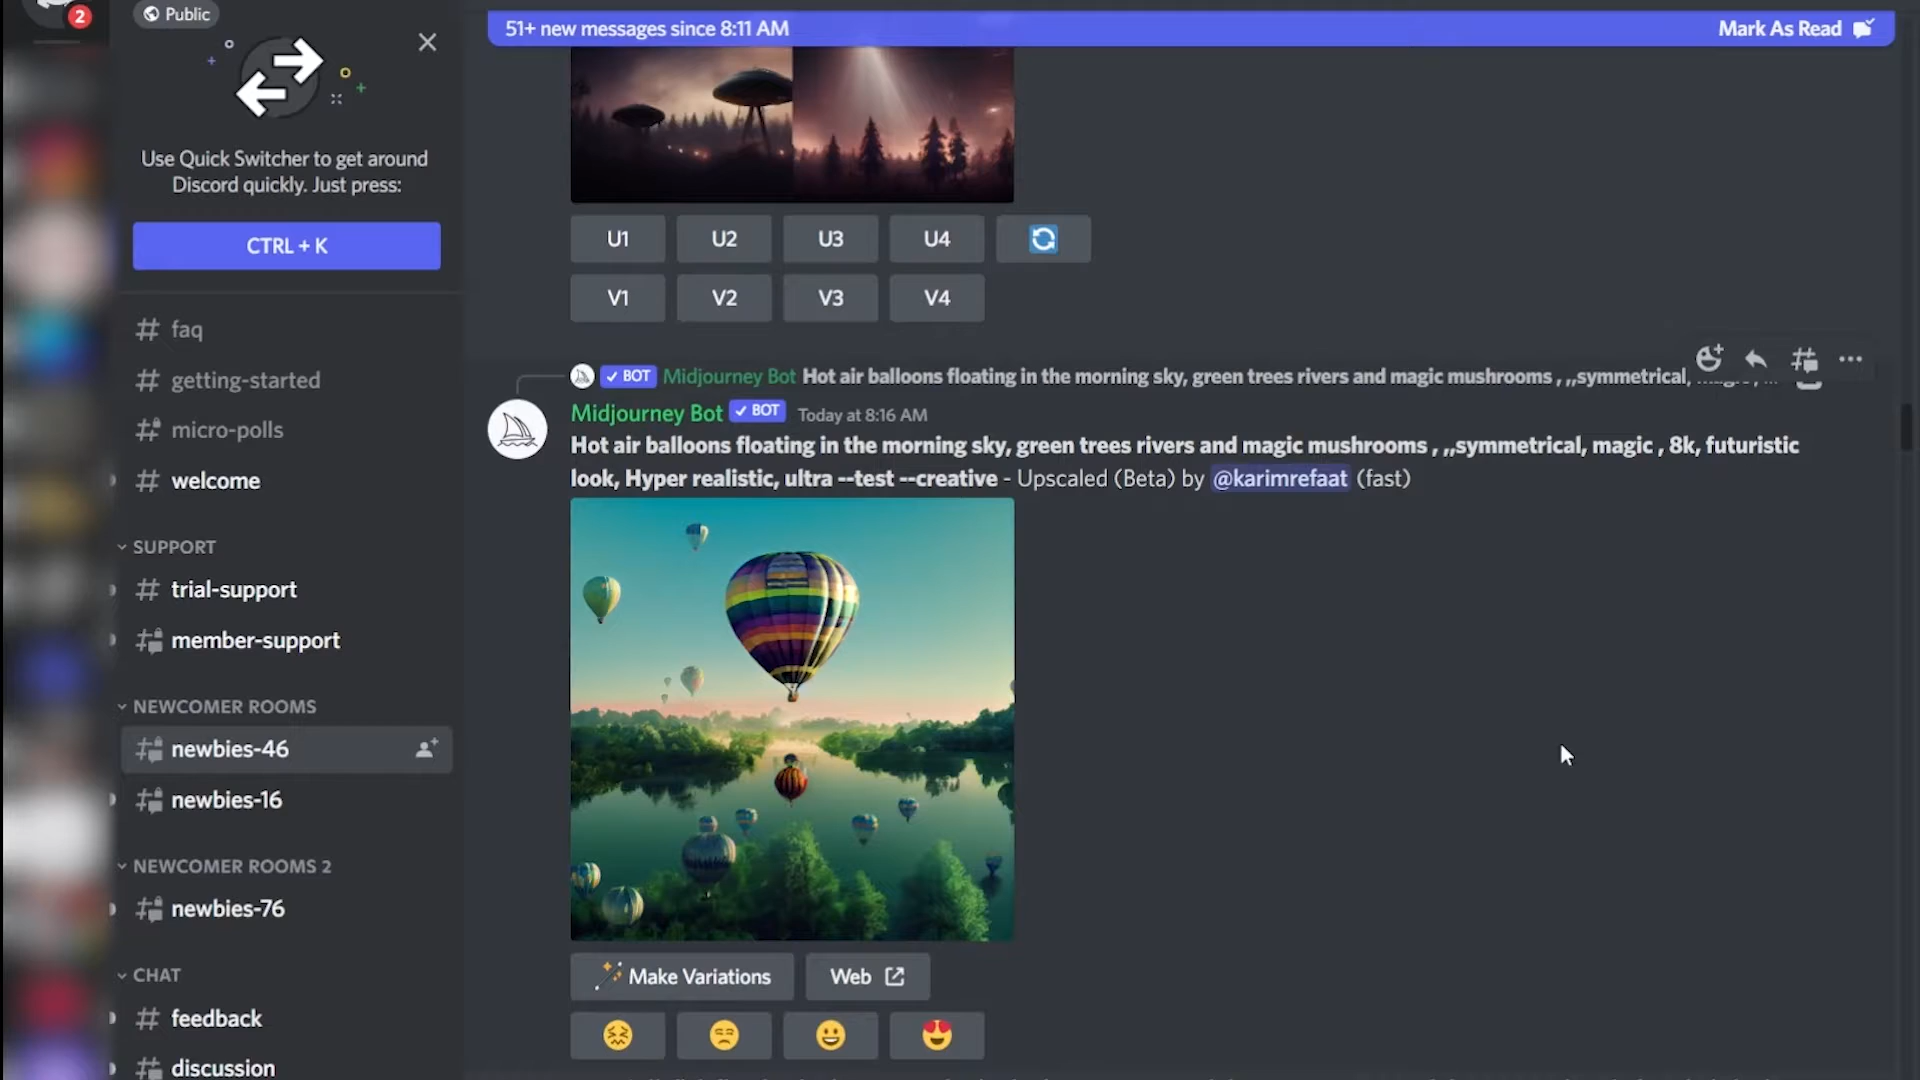 2
Public
Use Quick Switcher to get around
Discord quickly. Just press:
CTRL + K
faq
getting-started
micro-polls
welcome
SUPPORT
trial-support
member-support
NEWCOMER ROOMS
newbies-46
newbies-16
NEWCOMER ROOMS 2
newbies-76
CHAT
feedback
discussion
51+ new messages since 8:11 AM
Mark As Read
U1 U2 U3 U4
V1 V2 V3 V4
BOT Midjourney Bot Hot air balloons floating in the morning sky, green trees rivers and magic mushrooms , ,,symmetrical,
Midjourney Bot BOT Today at 8:16 AM
Hot air balloons floating in the morning sky, green trees rivers and magic mushrooms , ,,symmetrical, magic , 8k, futuristic
look, Hyper realistic, ultra --test --creative - Upscaled (Beta) by @karimrefaat (fast)
Make Variations
Web